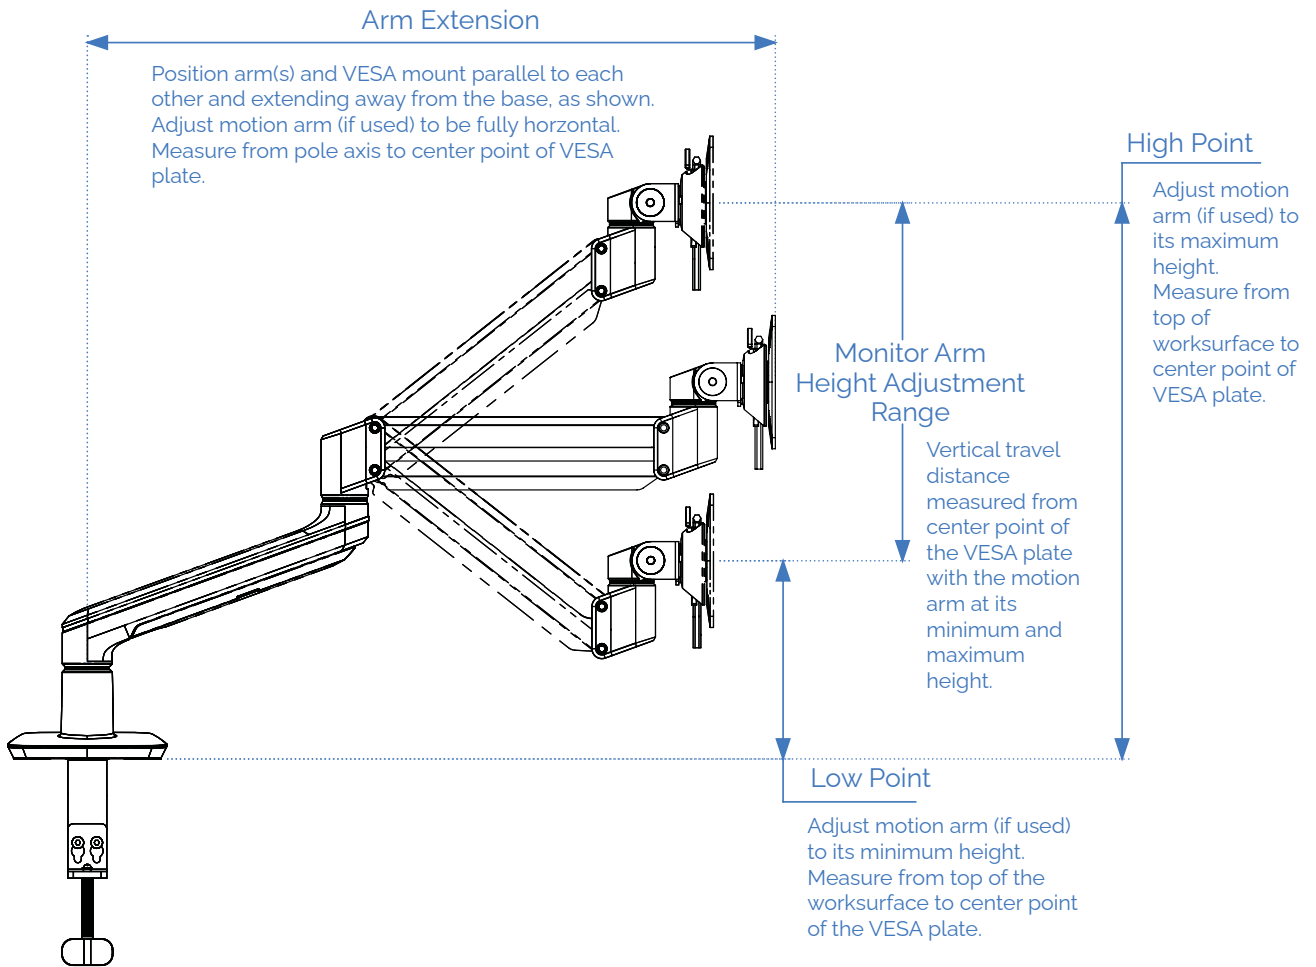 Arm Extension
Position arm(s) and VESA mount parallel to each
other and extending away from the base, as shown.
Adjust motion arm (if used) to be fully horzontal.
Measure from pole axis to center point of VESA
plate.
High Point
Adjust motion
arm (if used) to
its maximum
height.
Measure from
top of
worksurface to
center point of
VESA plate.
Monitor Arm
Height Adjustment
Range
Vertical travel
distance
measured from
center point of
the VESA plate
with the motion
arm at its
minimum and
maximum
height.
Low Point
Adjust motion arm (if used)
to its minimum height.
Measure from top of the
worksurface to center point
of the VESA plate.